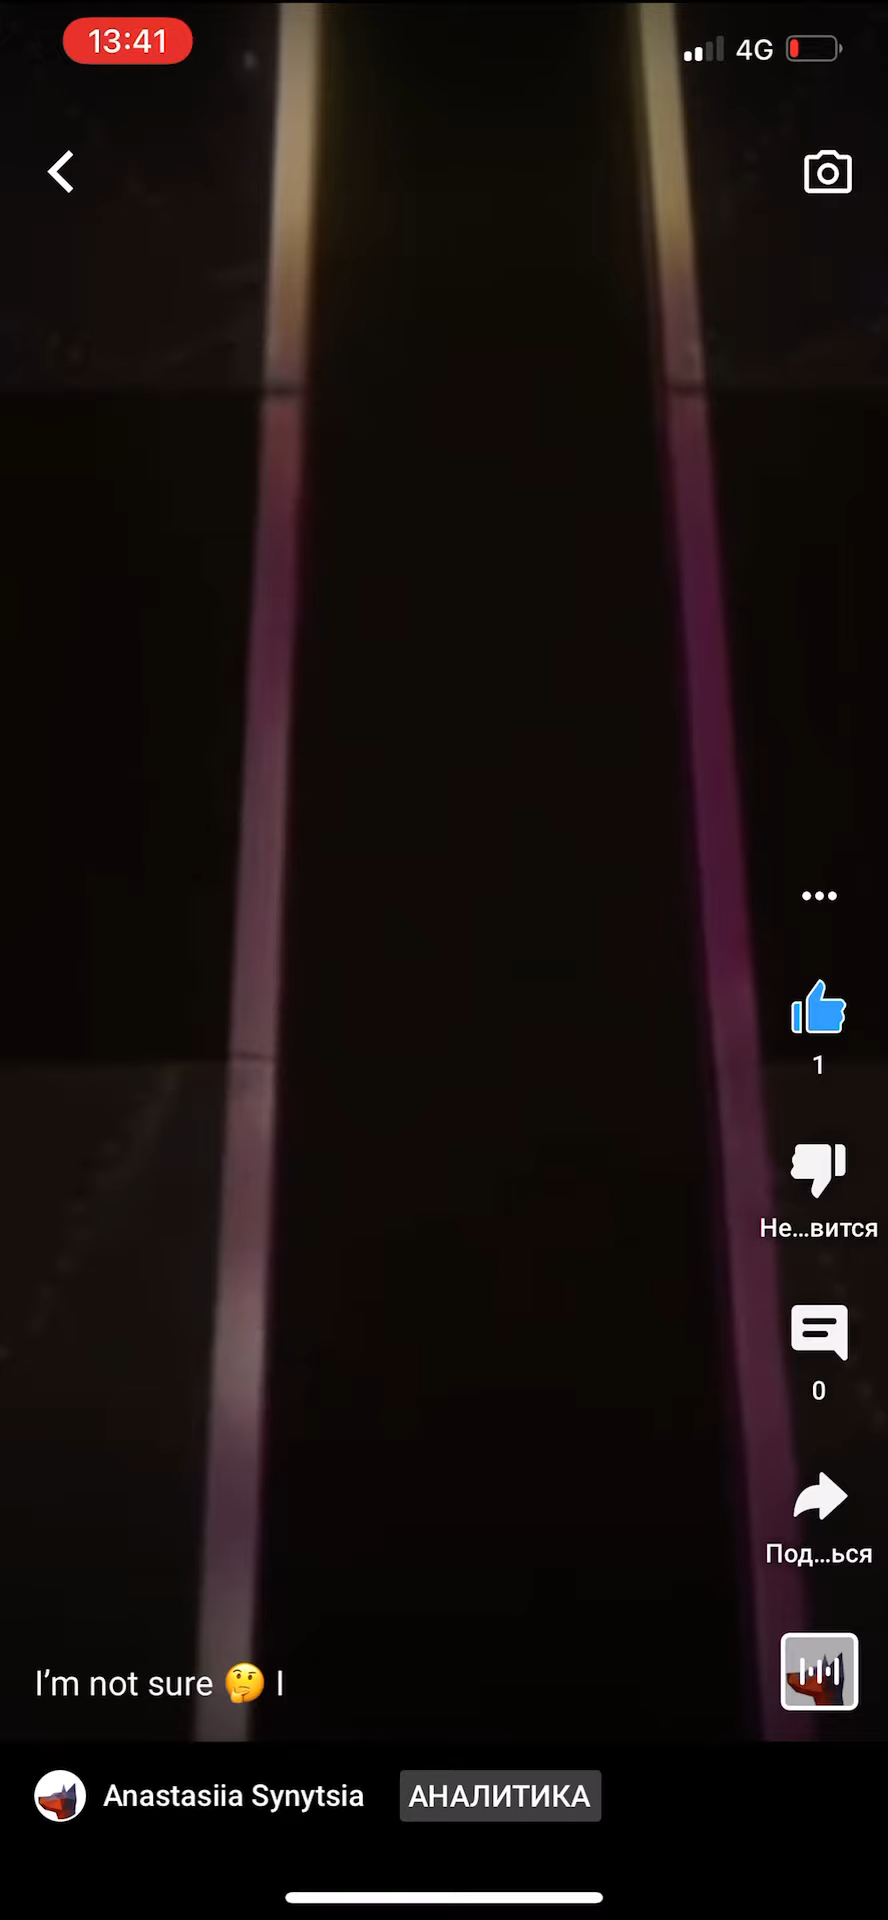 13:41
4G
1
Не...вится
0
Под...ься
I’m not sure 🤔 I
Anastasiia Synytsia
АНАЛИТИКА